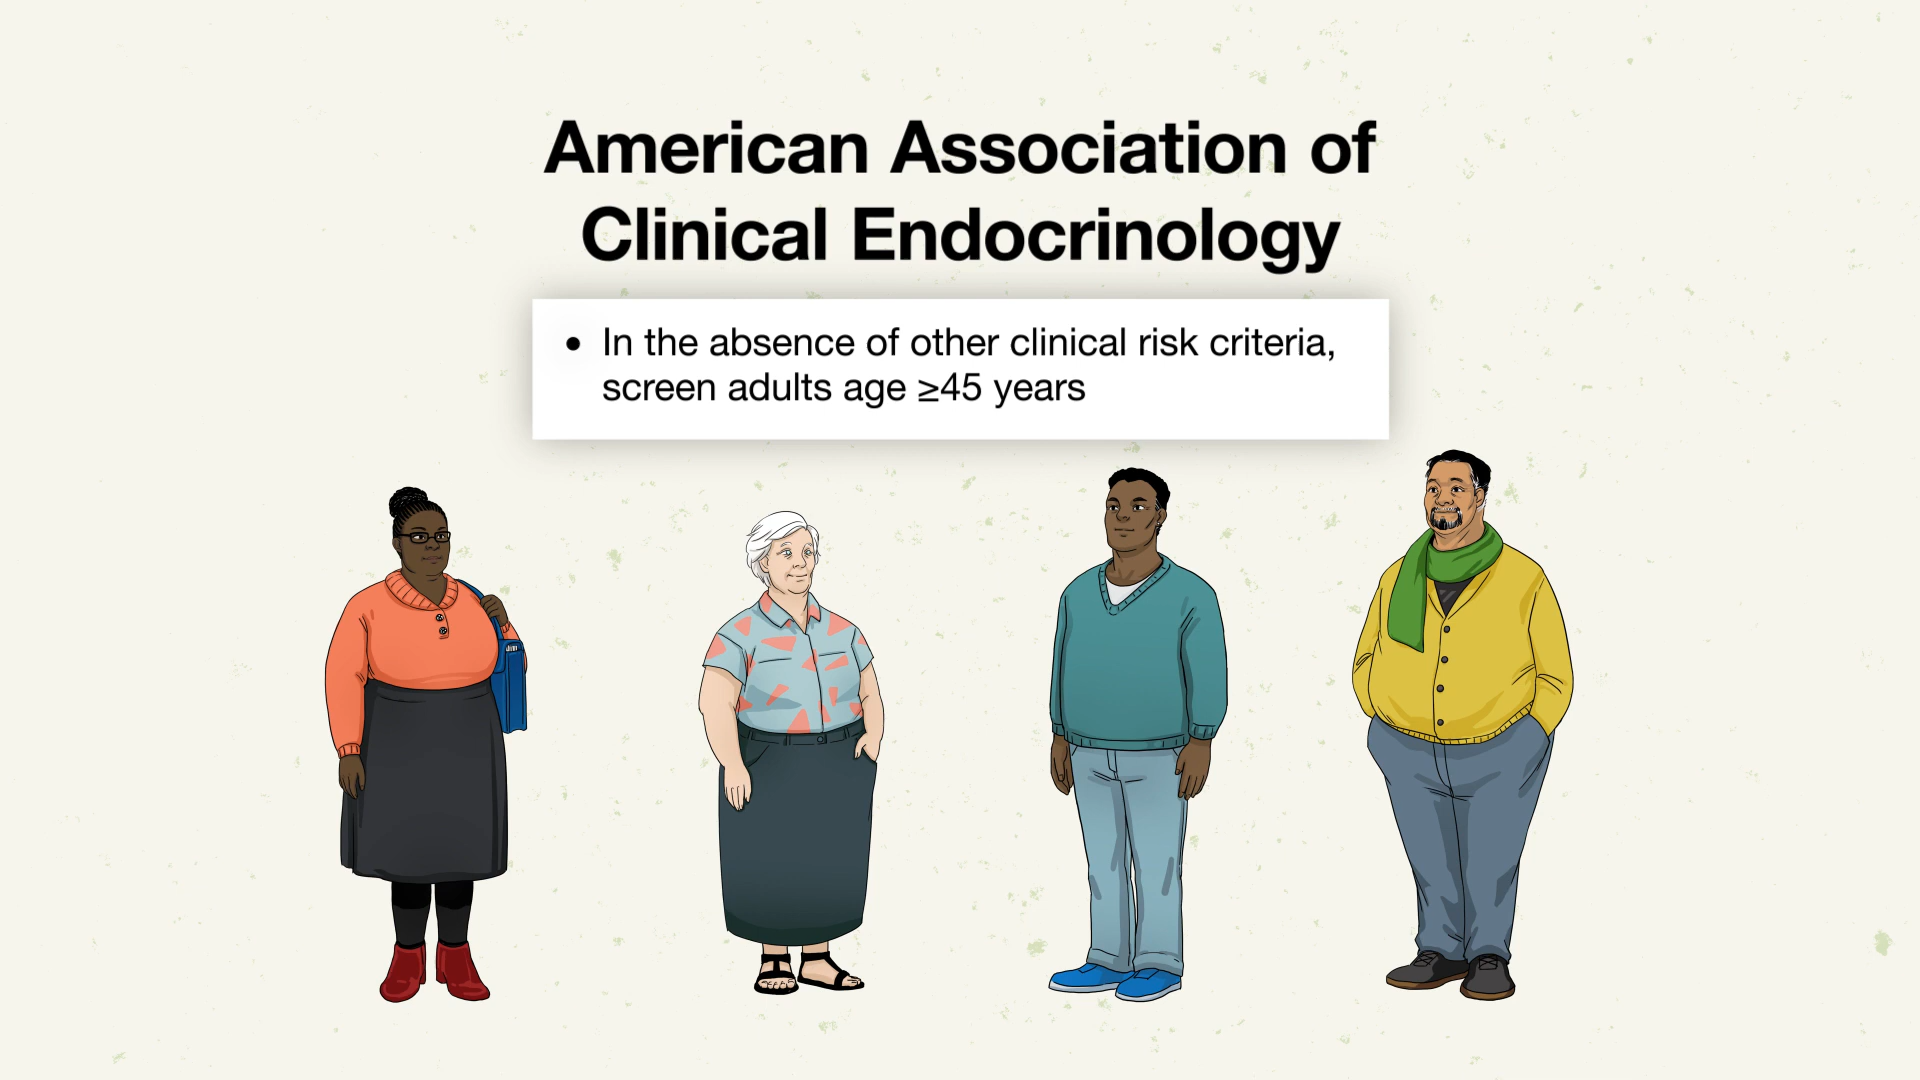 American Association of
Clinical Endocrinology
• In the absence of other clinical risk criteria,
screen adults age ≥45 years